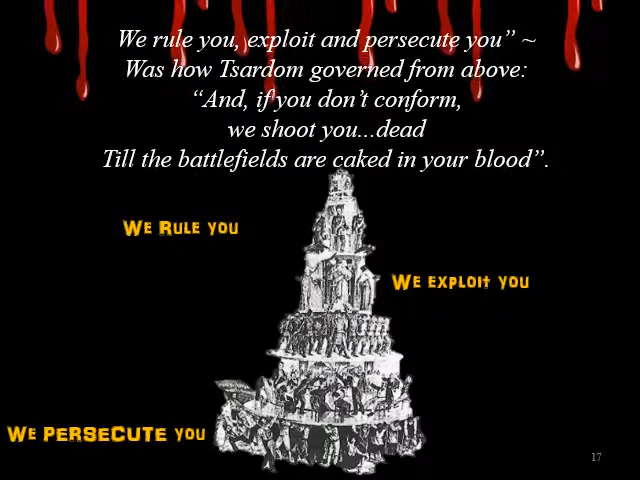 We rule you, exploit and persecute you” ~
Was how Tsardom governed from above:
“And, if you don’t conform,
we shoot you...dead
Till the battlefields are caked in your blood”.
We Rule you
We exploit you
We PERSECUTE you
17